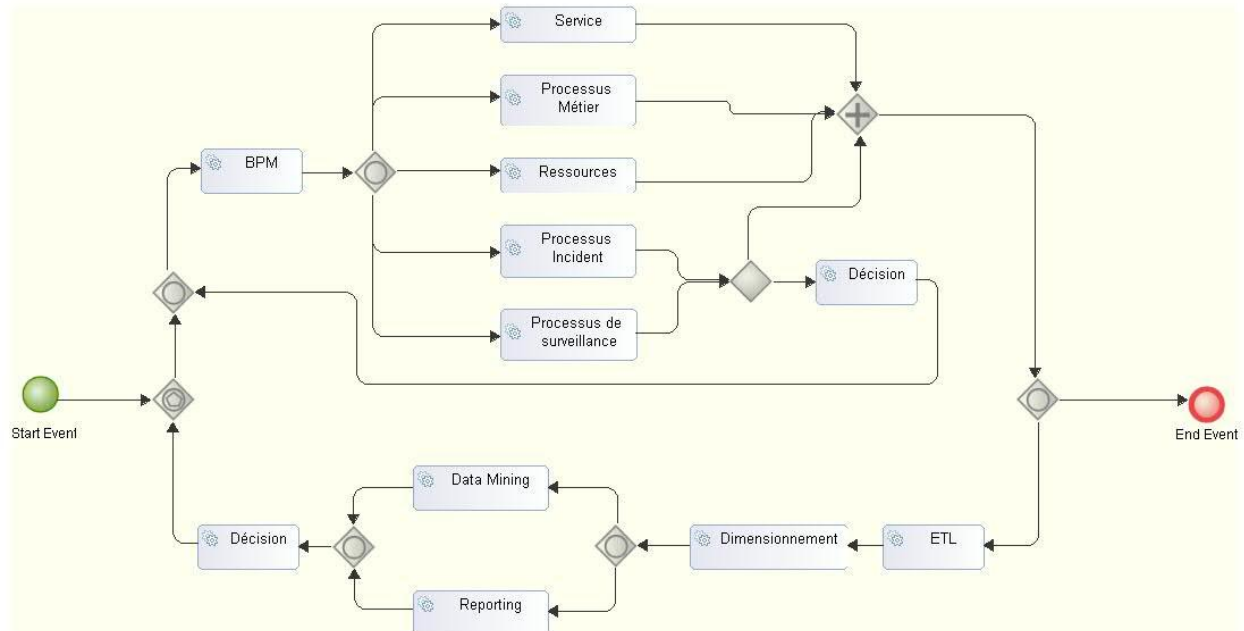 Service
Processus
Métier
BPM
Ressources
Processus
Incident
Décision
Processus de
surveillance
Start Event
End Event
Data Mining
Décision
Dimensionnement
ETL
Reporting